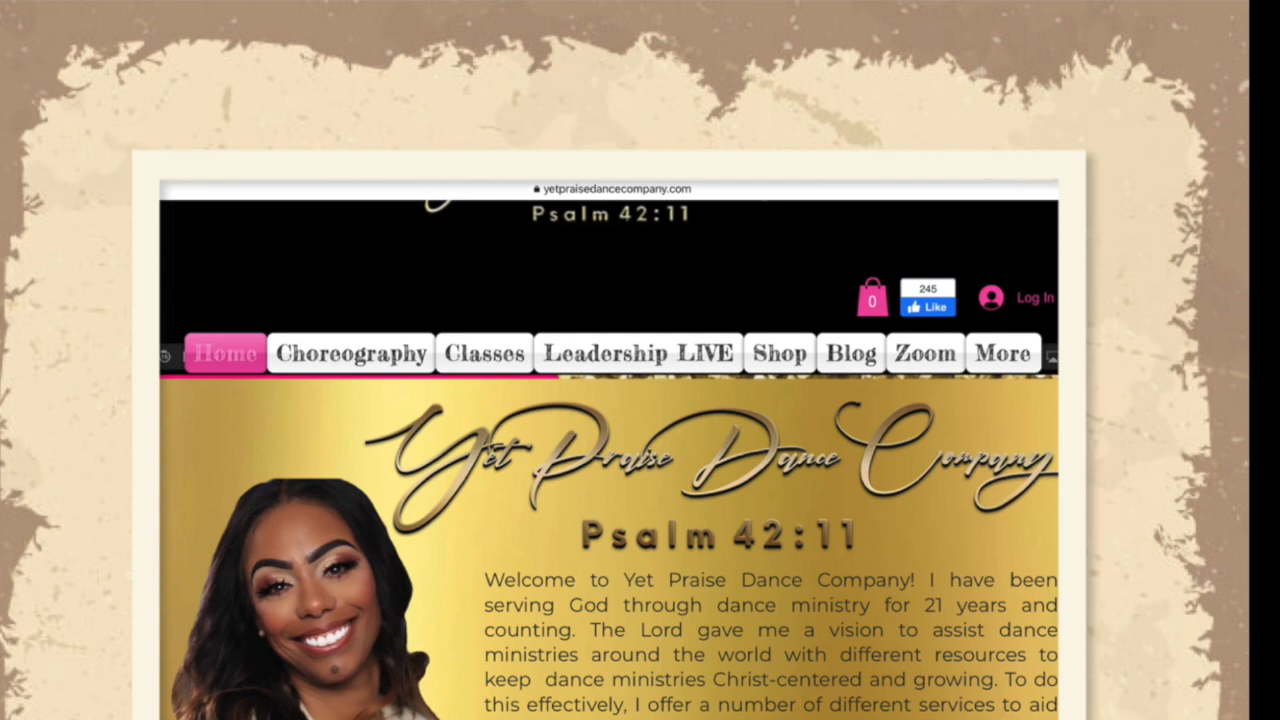 yetpraisedancecompany.com
Psalm 42:11
0
245
Like
Log In
Home Choreography Classes Leadership LIVE Shop Blog Zoom More
Yet Praise Dance Company
Psalm 42:11
Welcome to Yet Praise Dance Company! I have been
serving God through dance ministry for 21 years and
counting. The Lord gave me a vision to assist dance
ministries around the world with different resources to
keep dance ministries Christ-centered and growing. To do
this effectively, I offer a number of different services to aid